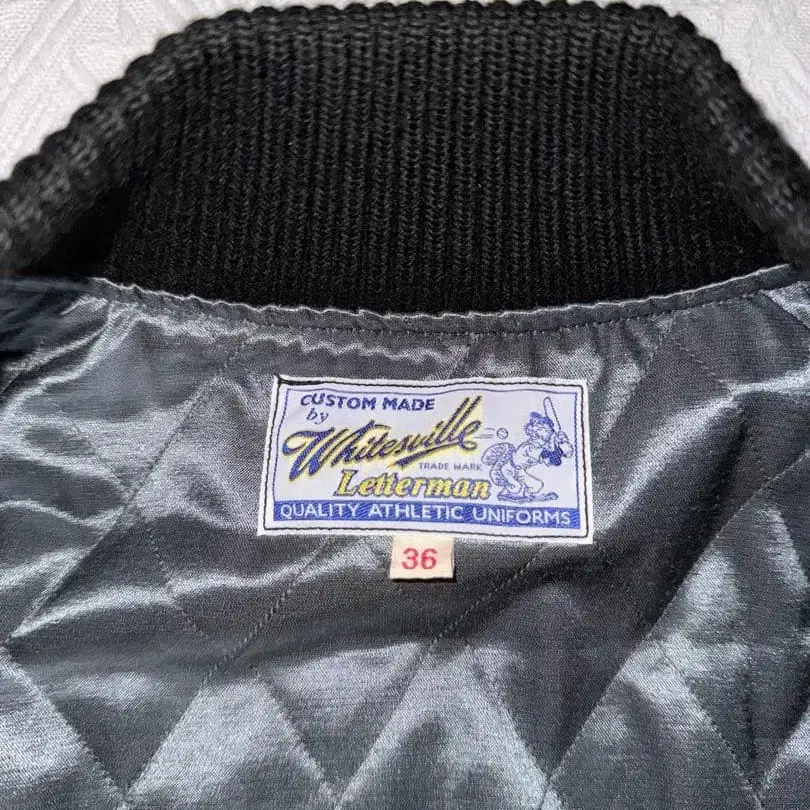 CUSTOM MADE
by
Whitesville
TRADE MARK
Letterman
QUALITY ATHLETIC UNIFORMS
36